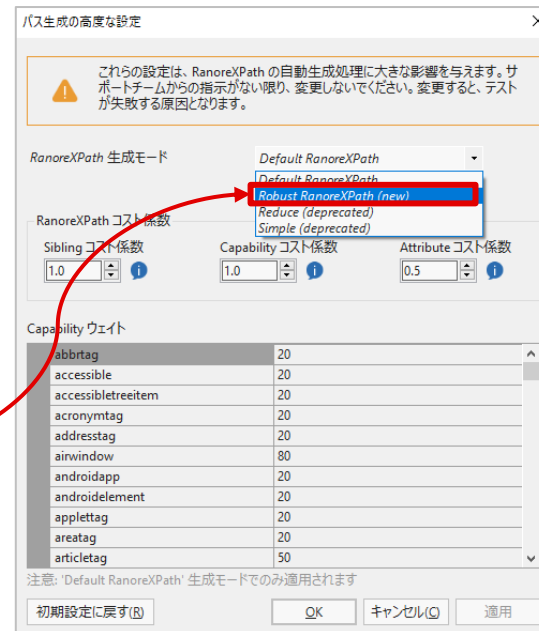 パス生成の高度な設定
これらの設定は、RanoreXPath の自動生成処理に大きな影響を与えます。サ
ポートチームからの指示がない限り、変更しないでください。変更すると、テスト
が失敗する原因となります。
RanoreXPath 生成モード
Default RanoreXPath
Default RanoreXPath
Robust RanoreXPath (new)
Reduce (deprecated)
Simple (deprecated)
RanoreXPath コスト係数
Sibling コスト係数 Capability コスト係数 Attribute コスト係数
1.0 1.0 0.5
Capability ウェイト
abbrtag 20
accessible 20
accessibletreeitem 20
acronymtag 20
addresstag 20
airwindow 80
androidapp 20
androidelement 20
applettag 20
areatag 20
articletag 50
注意: 'Default RanoreXPath' 生成モードでのみ適用されます
初期設定に戻す(R) OK キャンセル(C) 適用